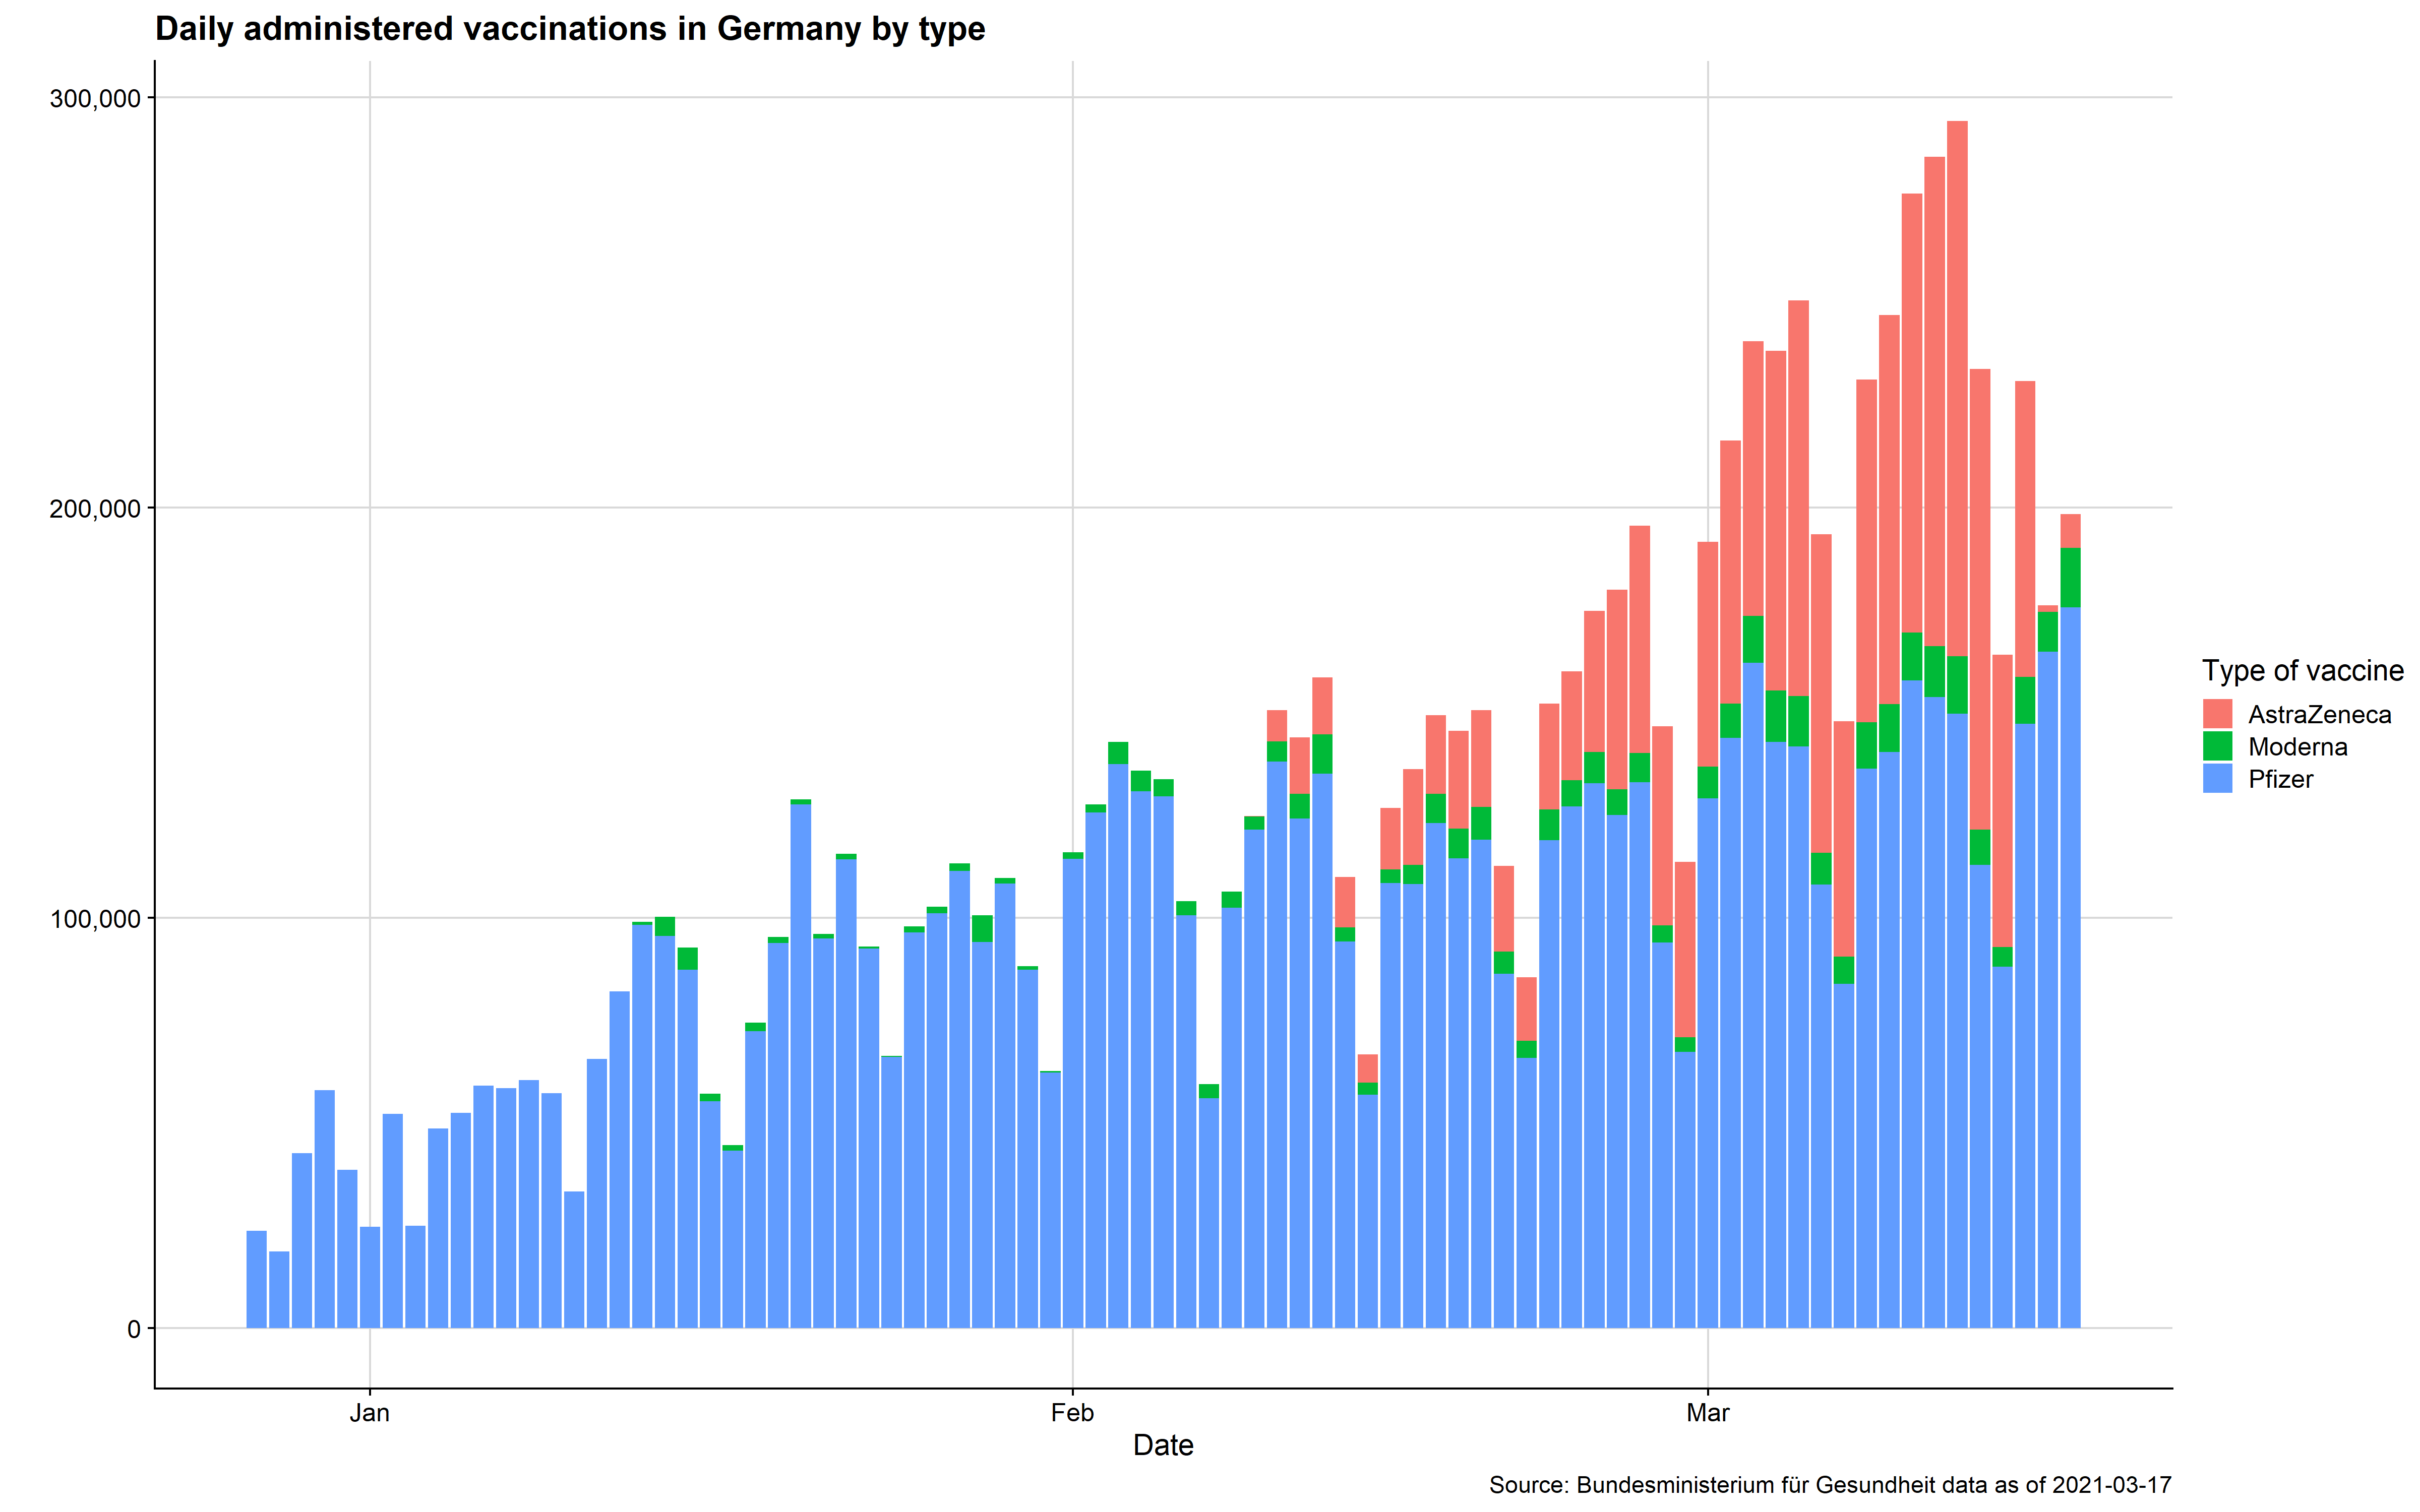 Daily administered vaccinations in Germany by type
300,000
200,000
100,000
0
Jan
Feb
Mar
Date
Type of vaccine
AstraZeneca
Moderna
Pfizer
Source: Bundesministerium für Gesundheit data as of 2021-03-17